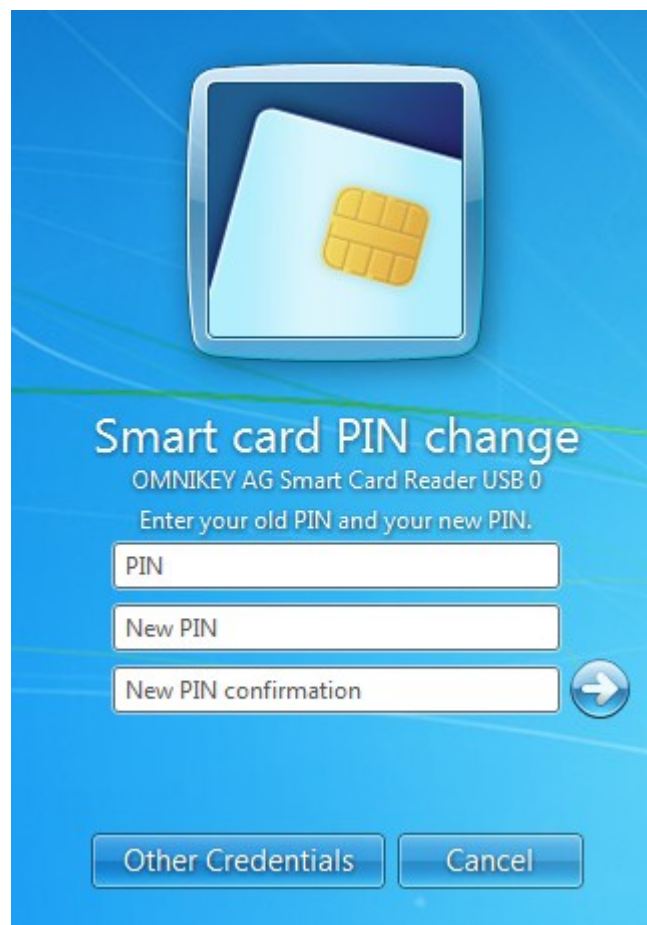 Smart card PIN change
OMNIKEY AG Smart Card Reader USB 0
Enter your old PIN and your new PIN.
PIN
New PIN
New PIN confirmation
Other Credentials
Cancel